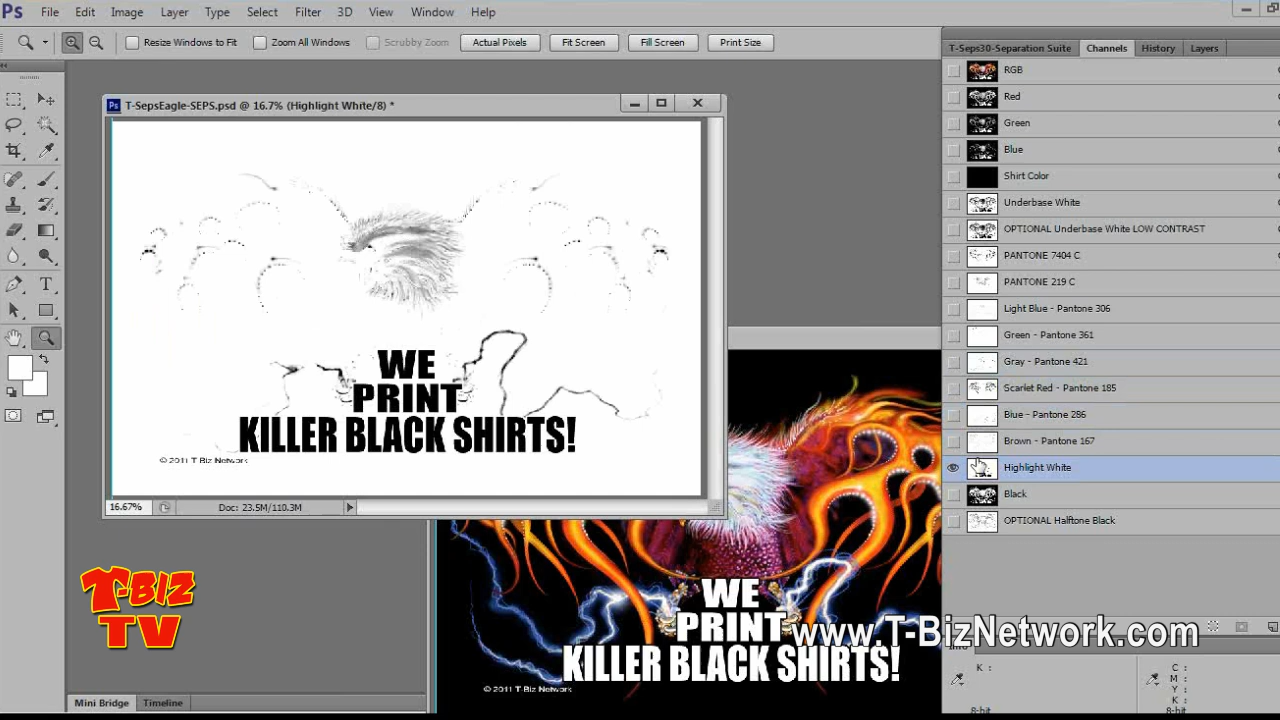 Ps File Edit Image Layer Type Select Filter 3D View Window Help
Resize Windows to Fit Zoom All Windows Scrubby Zoom Actual Pixels Fit Screen Fill Screen Print Size
T-Seps30-Separation Suite Channels History Layers
RGB
Red
Green
Blue
Shirt Color
Underbase White
OPTIONAL Underbase White LOW CONTRAST
PANTONE 7404 C
PANTONE 219 C
Light Blue - Pantone 306
Green - Pantone 361
Gray - Pantone 421
Scarlet Red - Pantone 185
Blue - Pantone 286
Brown - Pantone 167
Highlight White
Black
OPTIONAL Halftone Black
Ps T-SepsEagle-SEPS.psd @ 16.7% (Highlight White/8) *
WE
PRINT
KILLER BLACK SHIRTS!
© 2011 T-Biz Network
16.67% Doc: 23.5M/110.3M
WE
PRINT
KILLER BLACK SHIRTS!
© 2011 T-Biz Network
T-BIZ
TV
www.T-BizNetwork.com
Info
K :
8-bit
C :
M :
Y :
K :
8-bit
Mini Bridge Timeline